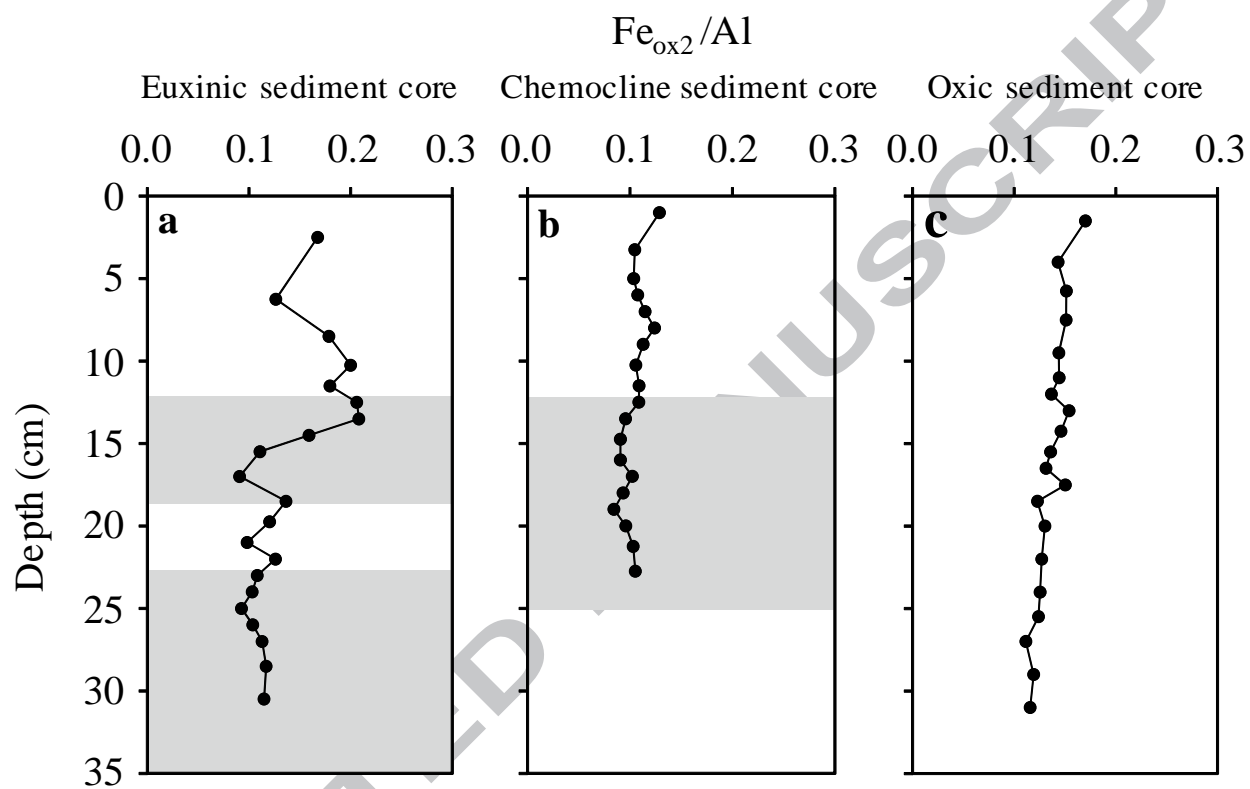 Fe_ox2/Al
Euxinic sediment core Chemocline sediment core Oxic sediment core
0.0 0.1 0.2 0.3 0.0 0.1 0.2 0.3 0.0 0.1 0.2 0.3
0
a b c
5
10
15
20
25
30
35
Depth (cm)